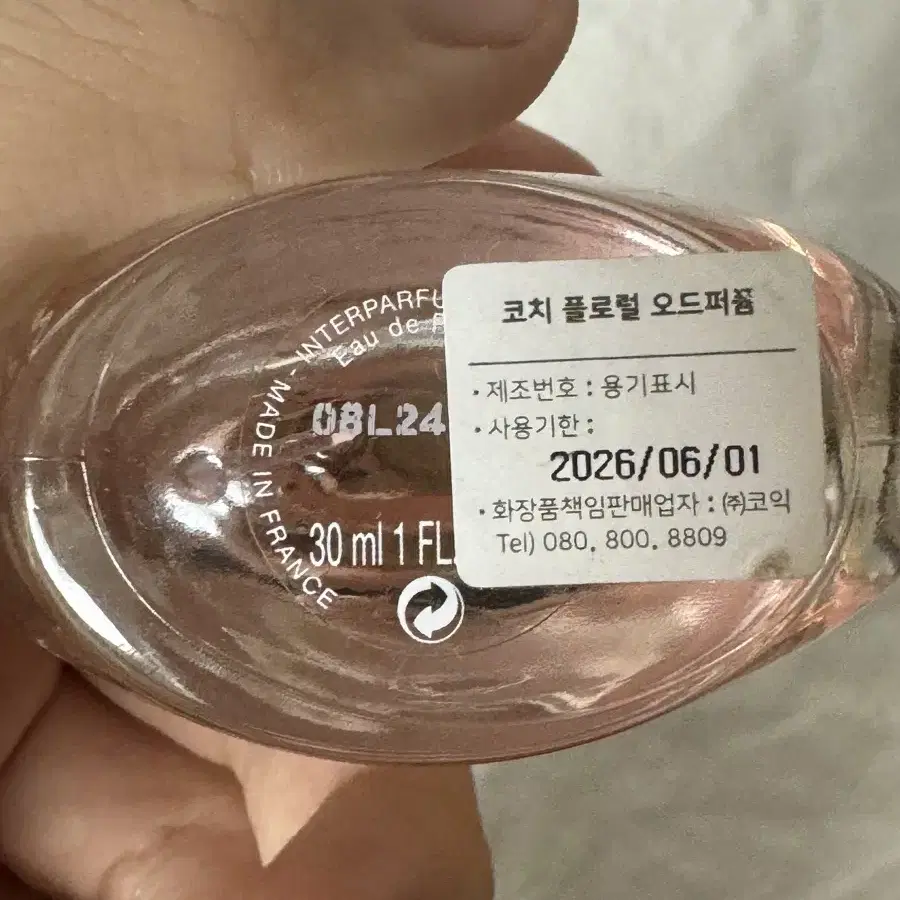 INTERPARFU
Eau de
- MADE IN FRANCE
08L24
30 ml 1 FL.
코치 플로럴 오드퍼퓸
· 제조번호 : 용기표시
· 사용기한 :
2026/06/01
· 화장품책임판매업자 : ㈜코익
Tel) 080. 800. 8809